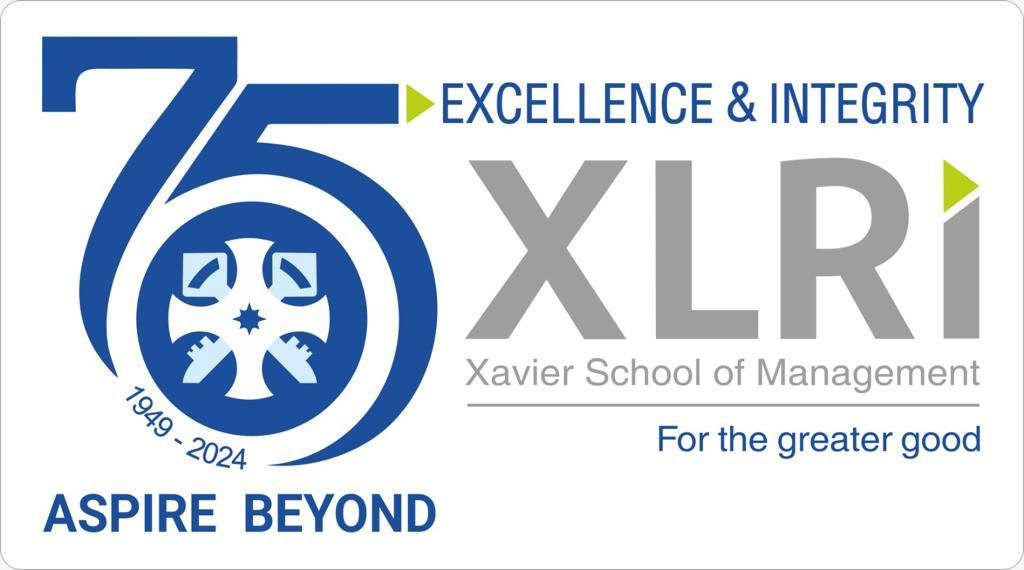 75
EXCELLENCE & INTEGRITY
XLRi
Xavier School of Management
For the greater good
1949 - 2024
ASPIRE BEYOND